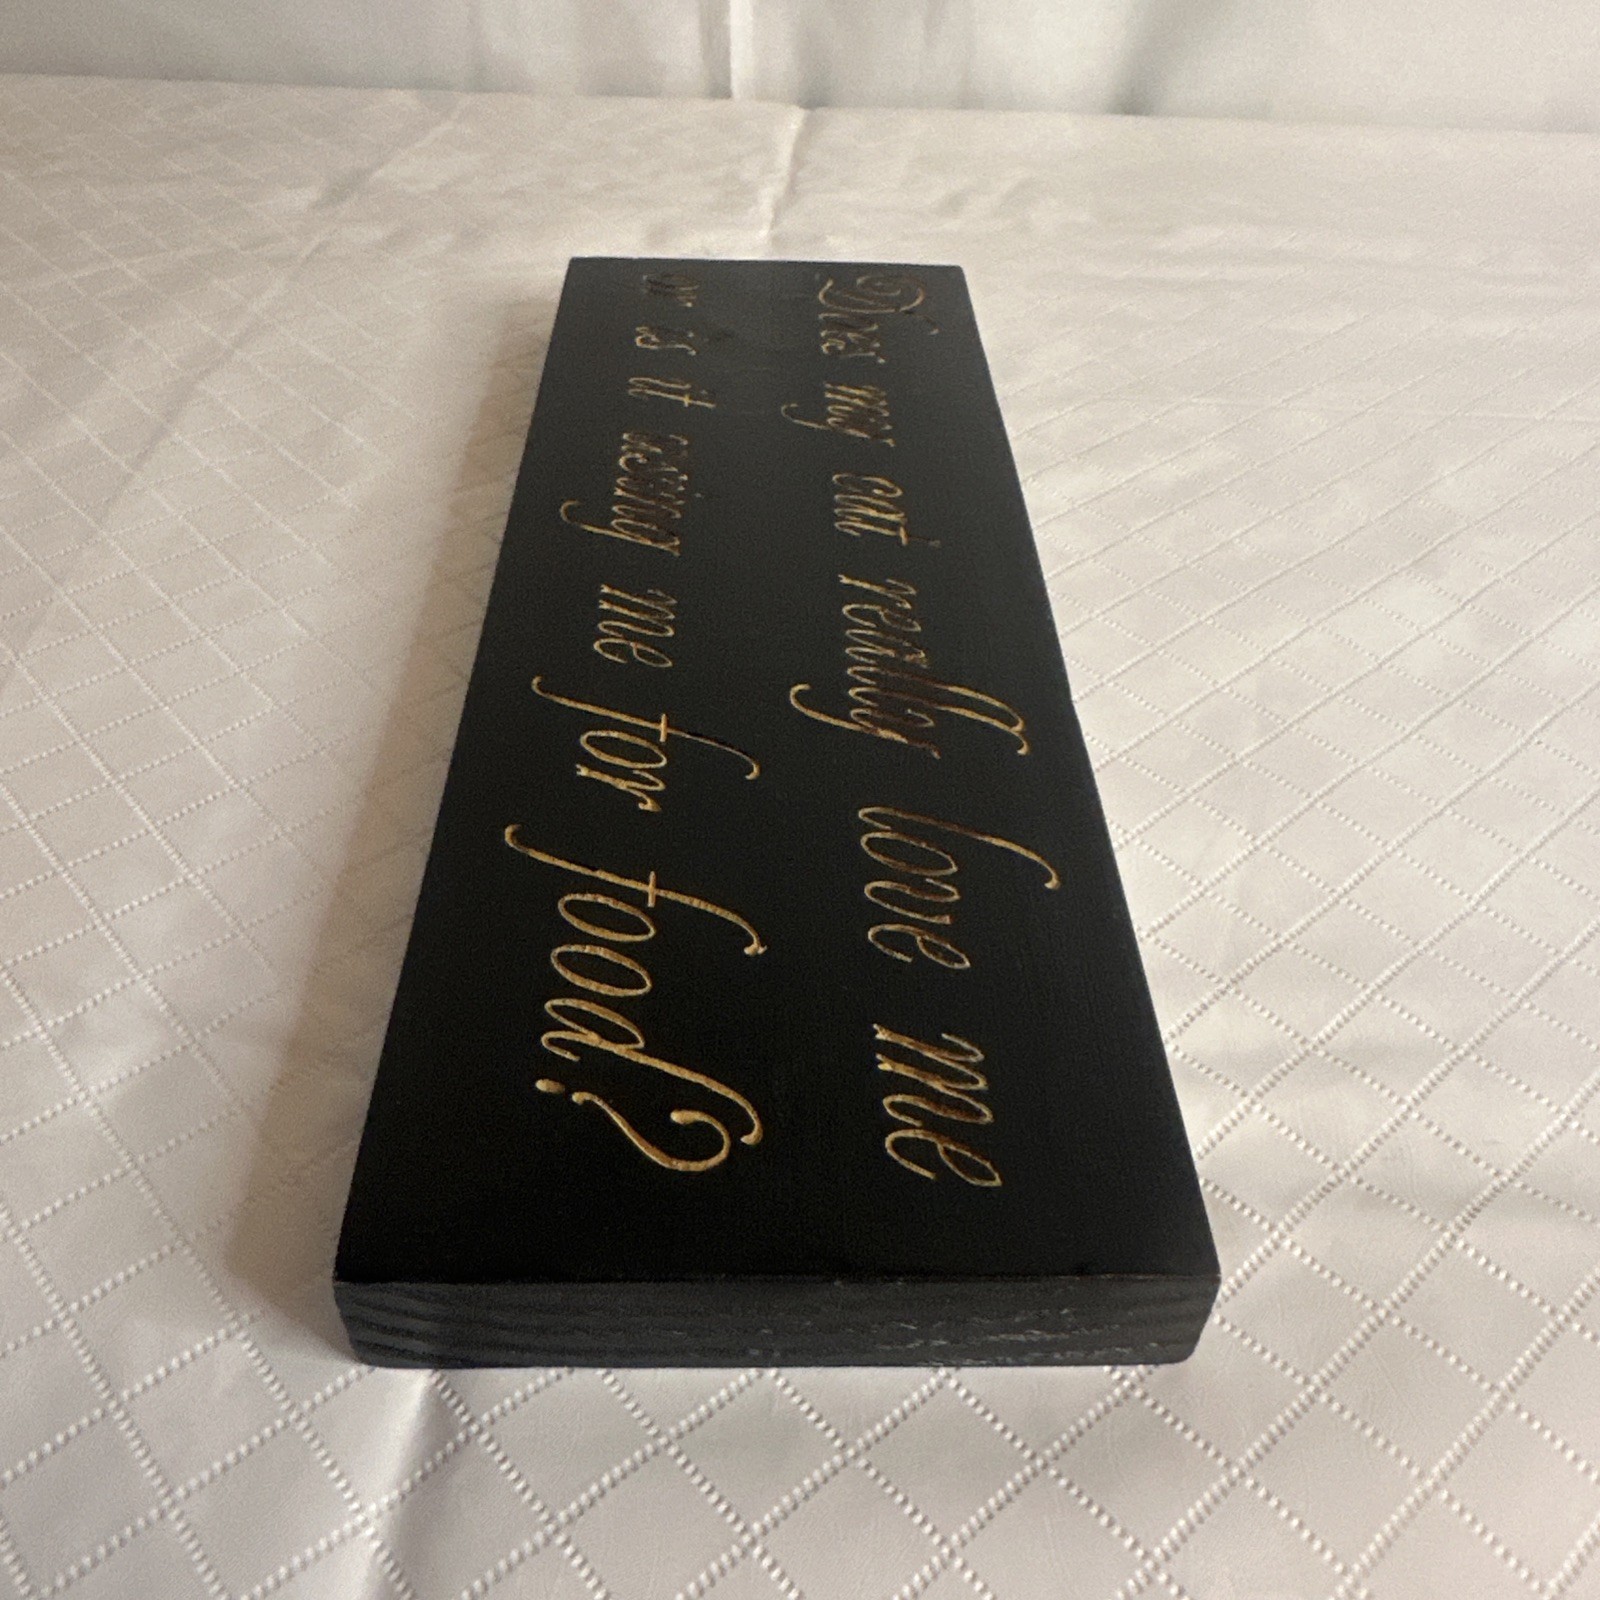 Does my cat really love me
or is it using me for food?